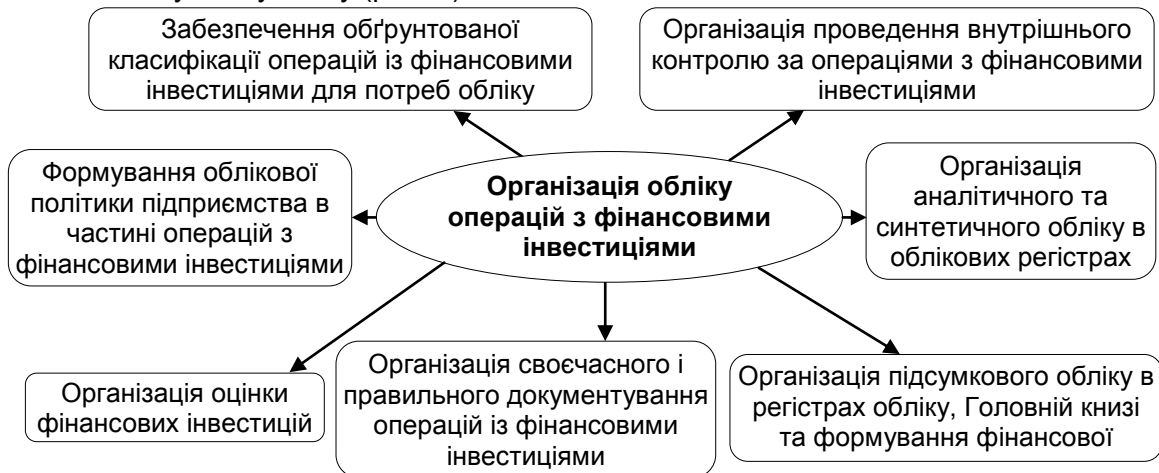 Забезпечення обґрунтованої
класифікації операцій із фінансовими
інвестиціями для потреб обліку
Організація проведення внутрішнього
контролю за операціями з фінансовими
інвестиціями
Формування облікової
політики підприємства в
частині операцій з
фінансовими інвестиціями
Організація обліку
операцій з фінансовими
інвестиціями
Організація
аналітичного та
синтетичного обліку в
облікових регістрах
Організація оцінки
фінансових інвестицій
Організація своєчасного і
правильного документування
операцій із фінансовими
інвестиціями
Організація підсумкового обліку в
регістрах обліку, Головній книзі
та формування фінансової